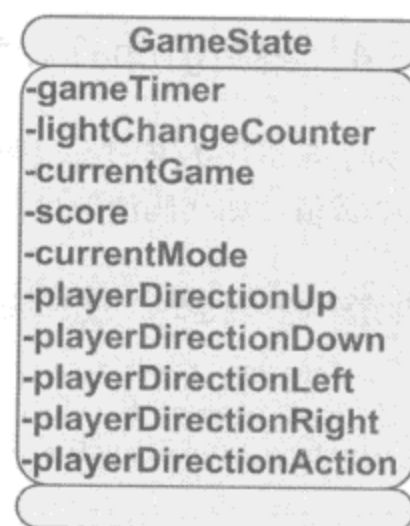 GameState
-gameTimer
-lightChangeCounter
-currentGame
-score
-currentMode
-playerDirectionUp
-playerDirectionDown
-playerDirectionLeft
-playerDirectionRight
-playerDirectionAction